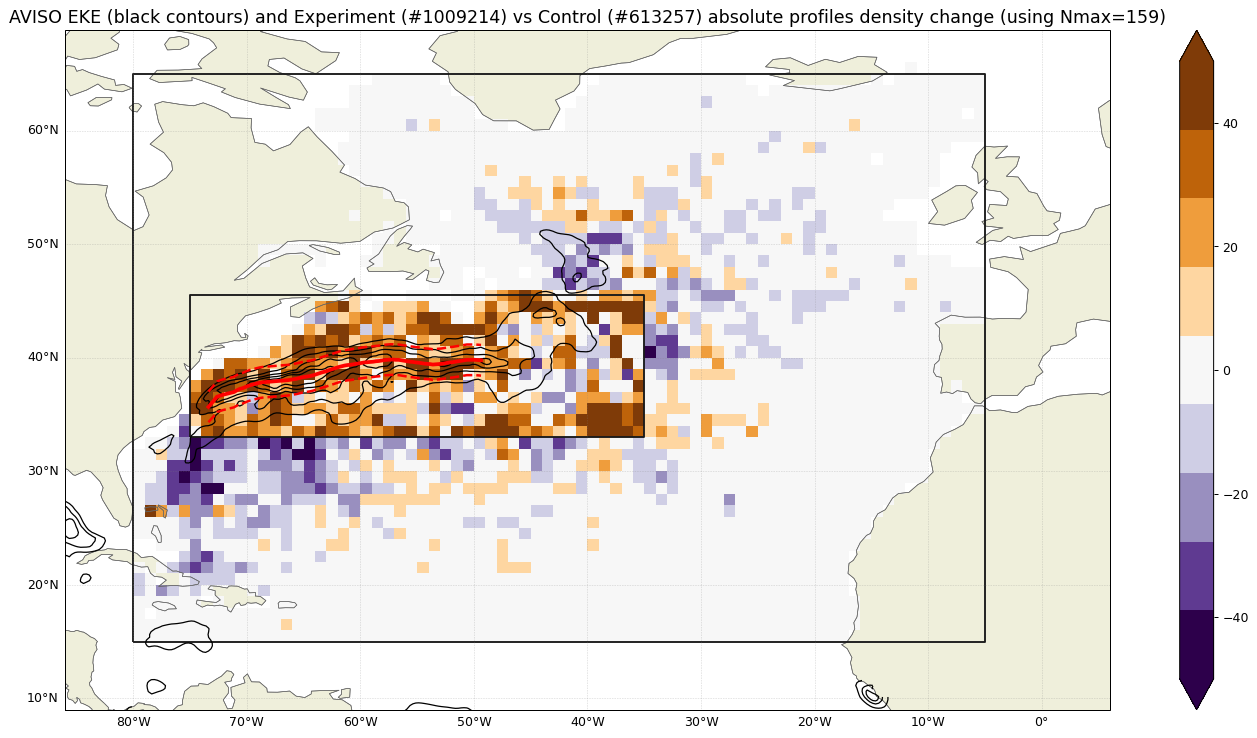 AVISO EKE (black contours) and Experiment (#1009214) vs Control (#613257) absolute profiles density change (using Nmax=159)
60°N
50°N
40°N
30°N
20°N
10°N
80°W
70°W
60°W
50°W
40°W
30°W
20°W
10°W
0°
40
20
0
−20
−40